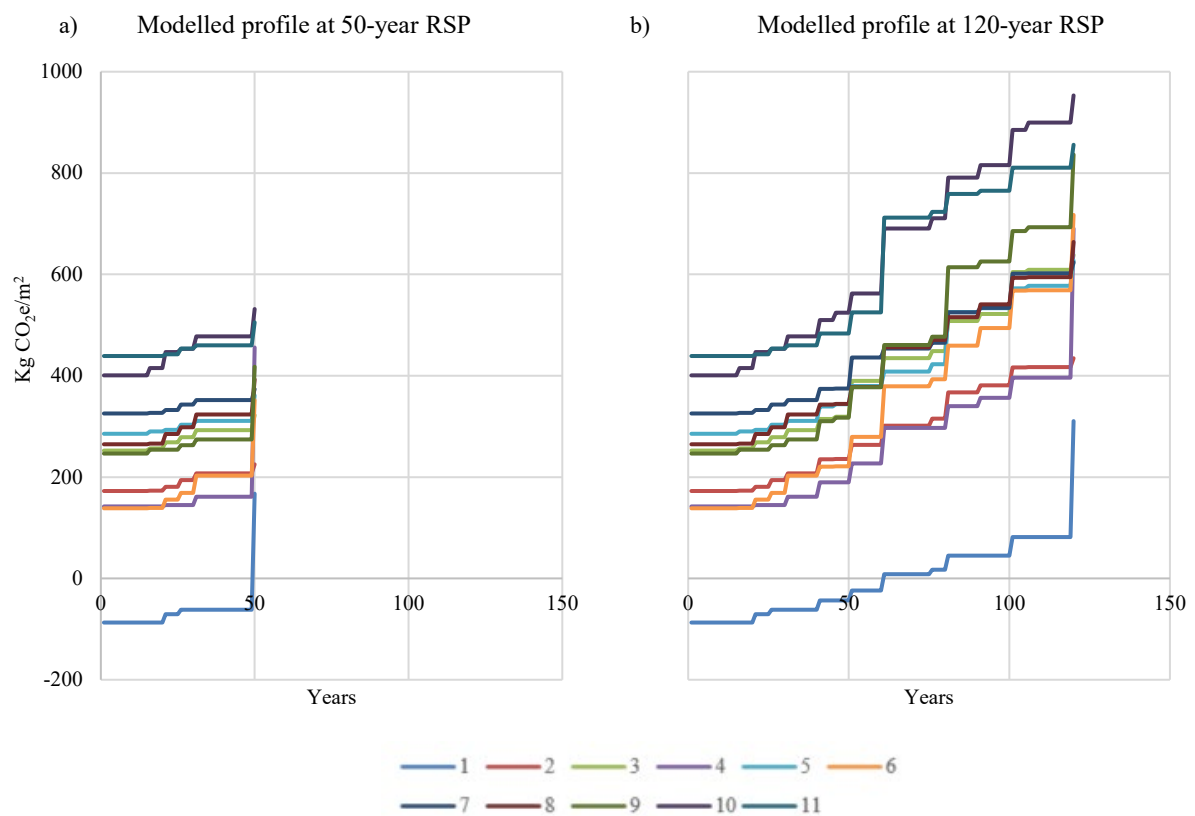 a) Modelled profile at 50-year RSP
b) Modelled profile at 120-year RSP
Kg CO₂e/m²
1000
800
600
400
200
0
-200
0 50 100 150
Years
0 50 100 150
Years
1 2 3 4 5 6
7 8 9 10 11